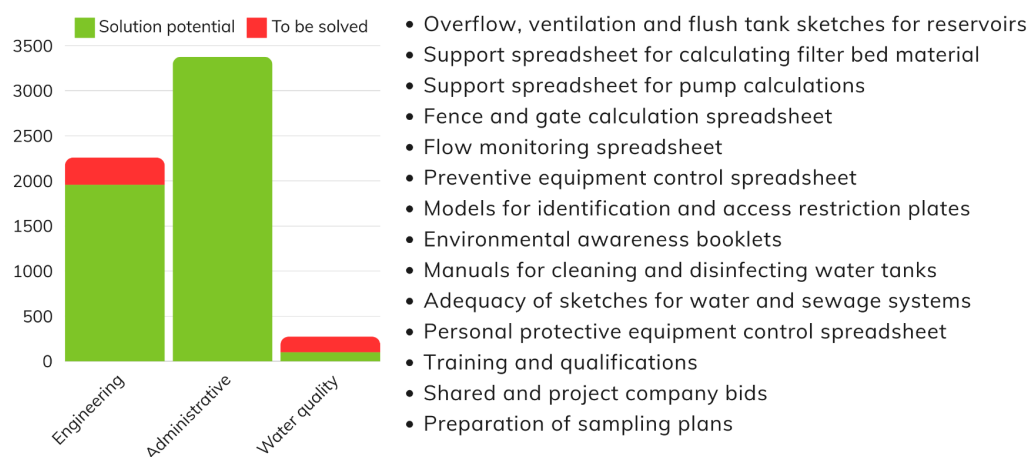 Solution potential
To be solved
3500
3000
2500
2000
1500
1000
500
0
Engineering
Administrative
Water quality
Overflow, ventilation and flush tank sketches for reservoirs
Support spreadsheet for calculating filter bed material
Support spreadsheet for pump calculations
Fence and gate calculation spreadsheet
Flow monitoring spreadsheet
Preventive equipment control spreadsheet
Models for identification and access restriction plates
Environmental awareness booklets
Manuals for cleaning and disinfecting water tanks
Adequacy of sketches for water and sewage systems
Personal protective equipment control spreadsheet
Training and qualifications
Shared and project company bids
Preparation of sampling plans